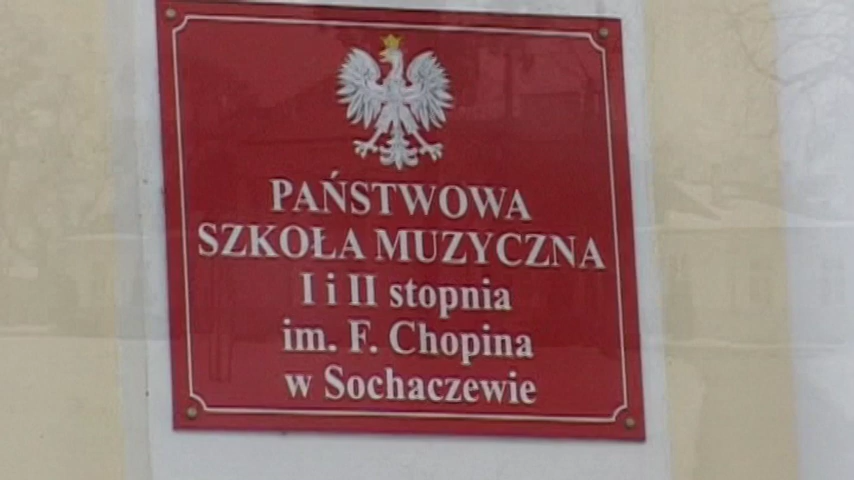 PAŃSTWOWA
SZKOŁA MUZYCZNA
I i II stopnia
im. F. Chopina
w Sochaczewie